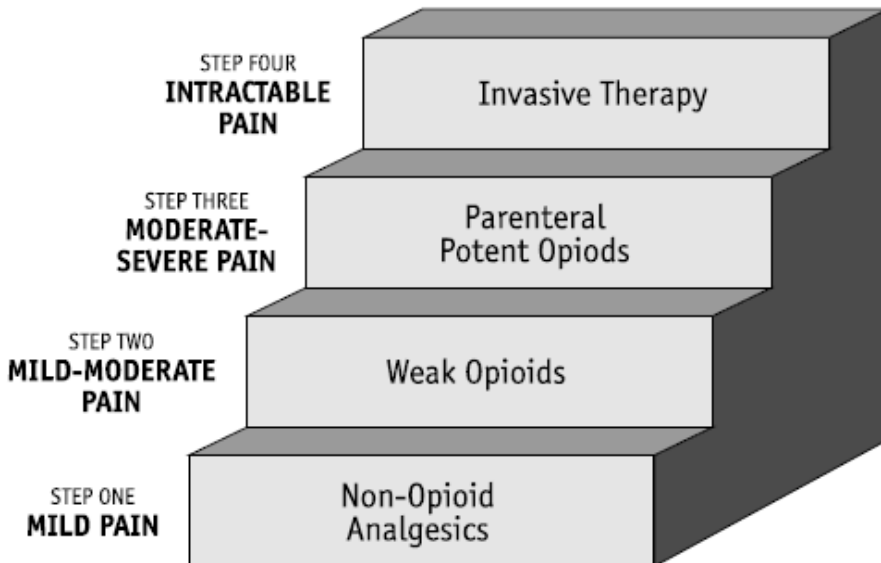 STEP FOUR
INTRACTABLE
PAIN
Invasive Therapy
STEP THREE
MODERATE-
SEVERE PAIN
Parenteral
Potent Opiods
STEP TWO
MILD-MODERATE
PAIN
Weak Opioids
STEP ONE
MILD PAIN
Non-Opioid
Analgesics